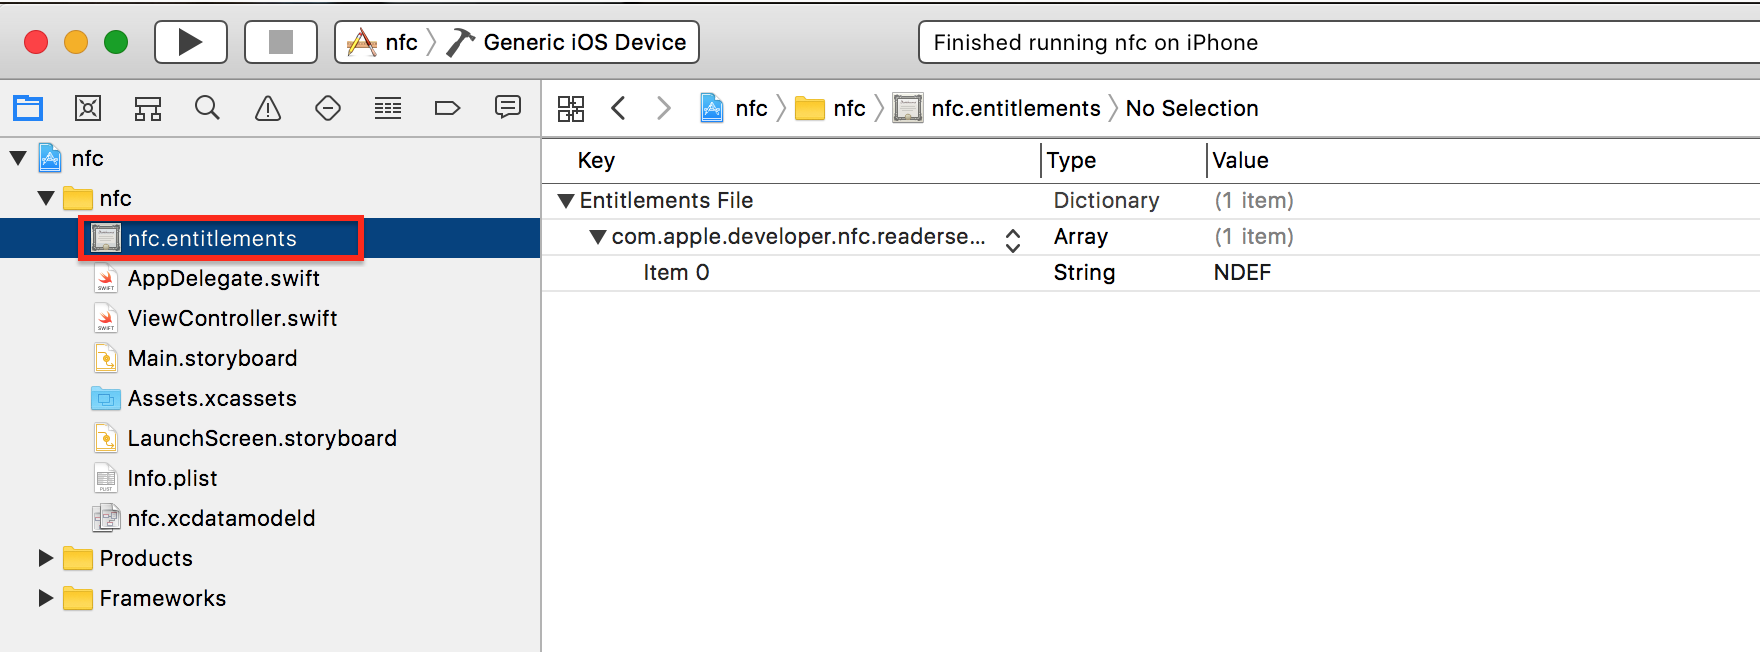 nfc Generic iOS Device
Finished running nfc on iPhone
nfc nfc nfc.entitlements No Selection
nfc
nfc
nfc.entitlements
AppDelegate.swift
ViewController.swift
Main.storyboard
Assets.xcassets
LaunchScreen.storyboard
Info.plist
nfc.xcdatamodeld
Products
Frameworks
Key Type Value
Entitlements File Dictionary (1 item)
com.apple.developer.nfc.readerse... Array (1 item)
Item 0 String NDEF